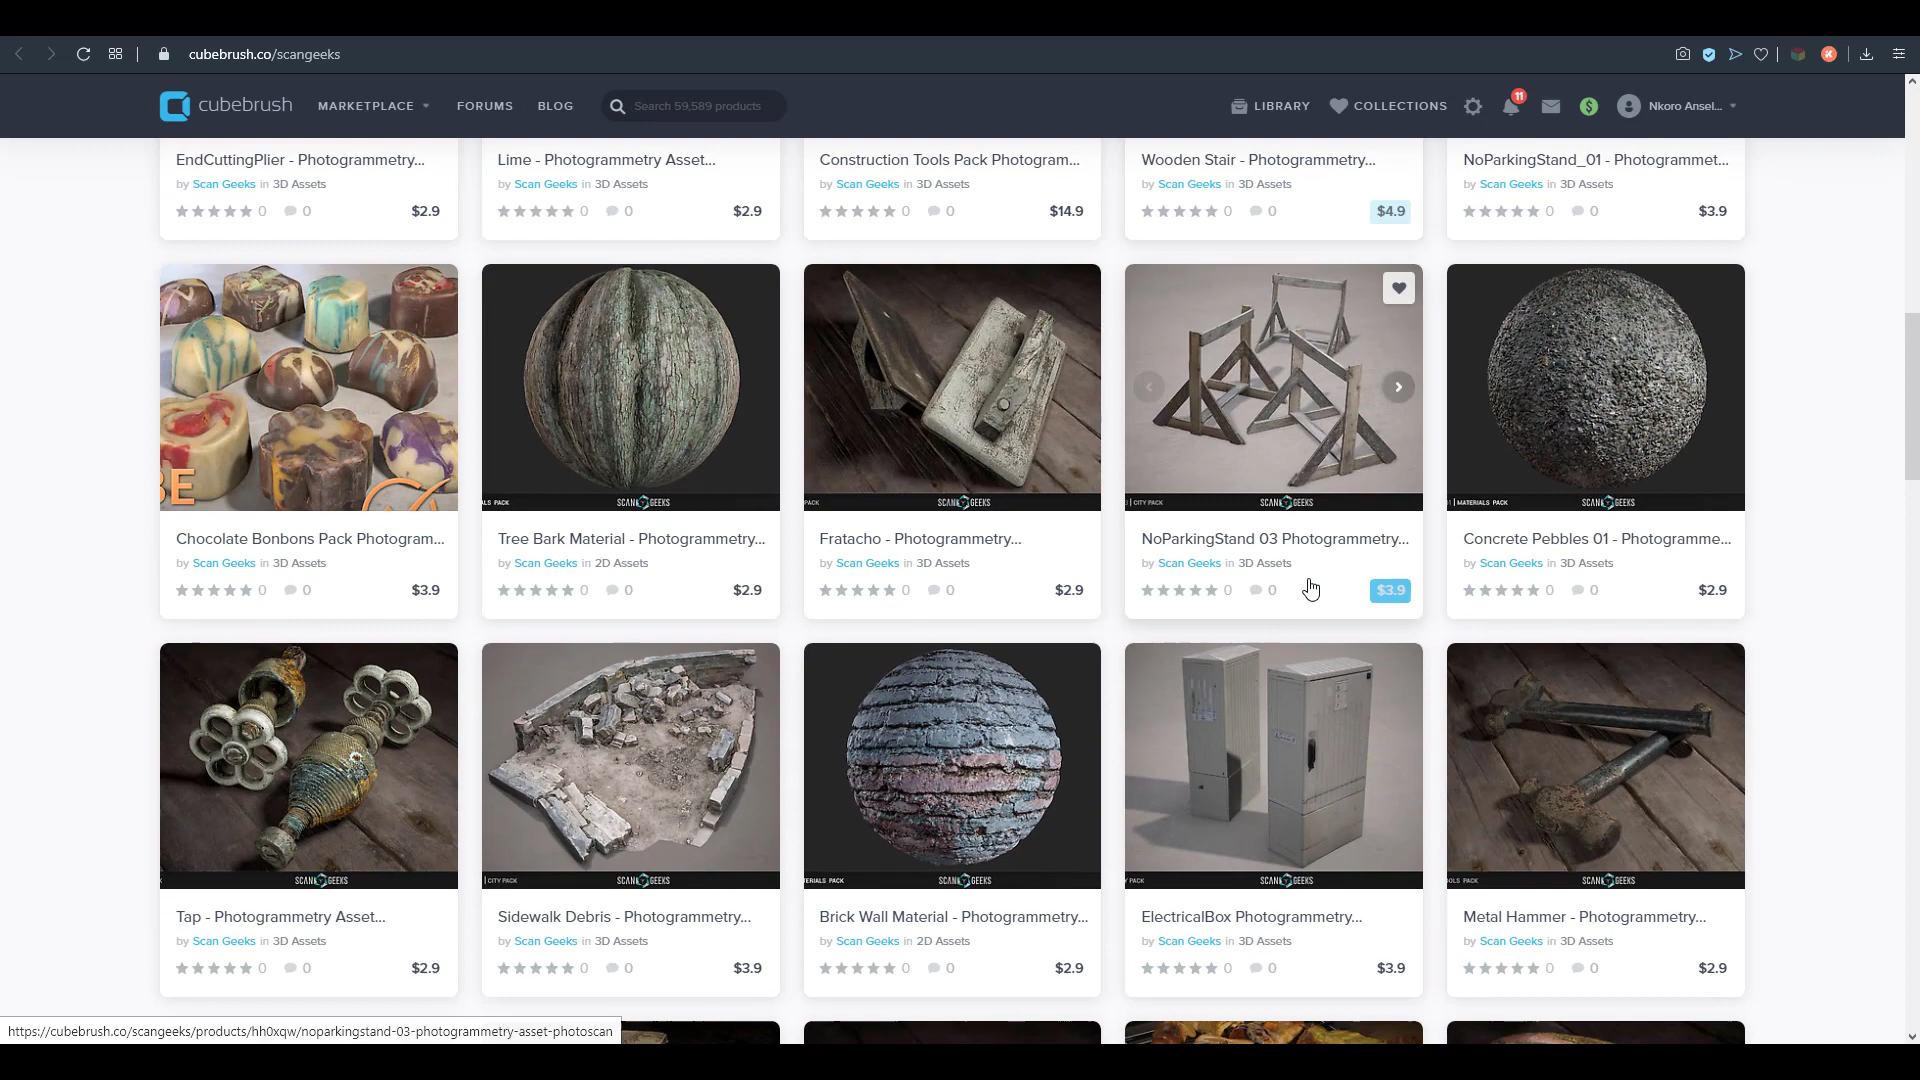 cubebrush.co/scangeeks
cubebrush MARKETPLACE FORUMS BLOG Search 59,589 products LIBRARY COLLECTIONS 11 $ Nkoro Ansel...
EndCuttingPlier - Photogrammetry...
by Scan Geeks in 3D Assets
0 0 $2.9
Lime - Photogrammetry Asset...
by Scan Geeks in 3D Assets
0 0 $2.9
Construction Tools Pack Photogram...
by Scan Geeks in 3D Assets
0 0 $14.9
Wooden Stair - Photogrammetry...
by Scan Geeks in 3D Assets
0 0 $4.9
NoParkingStand_01 - Photogrammet...
by Scan Geeks in 3D Assets
0 0 $3.9
Chocolate Bonbons Pack Photogram...
by Scan Geeks in 3D Assets
0 0 $3.9
SCAN GEEKS
Tree Bark Material - Photogrammetry...
by Scan Geeks in 2D Assets
0 0 $2.9
PACK SCAN GEEKS
Fratacho - Photogrammetry...
by Scan Geeks in 3D Assets
0 0 $2.9
| CITY PACK SCAN GEEKS
NoParkingStand 03 Photogrammetry...
by Scan Geeks in 3D Assets
0 0 $3.9
| MATERIALS PACK SCAN GEEKS
Concrete Pebbles 01 - Photogramme...
by Scan Geeks in 3D Assets
0 0 $2.9
SCAN GEEKS
Tap - Photogrammetry Asset...
by Scan Geeks in 3D Assets
0 0 $2.9
| CITY PACK SCAN GEEKS
Sidewalk Debris - Photogrammetry...
by Scan Geeks in 3D Assets
0 0 $3.9
PACK SCAN GEEKS
Brick Wall Material - Photogrammetry...
by Scan Geeks in 2D Assets
0 0 $2.9
PACK SCAN GEEKS
ElectricalBox Photogrammetry...
by Scan Geeks in 3D Assets
0 0 $3.9
PACK SCAN GEEKS
Metal Hammer - Photogrammetry...
by Scan Geeks in 3D Assets
0 0 $2.9
https://cubebrush.co/scangeeks/products/hh0xqw/noparkingstand-03-photogrammetry-asset-photoscan